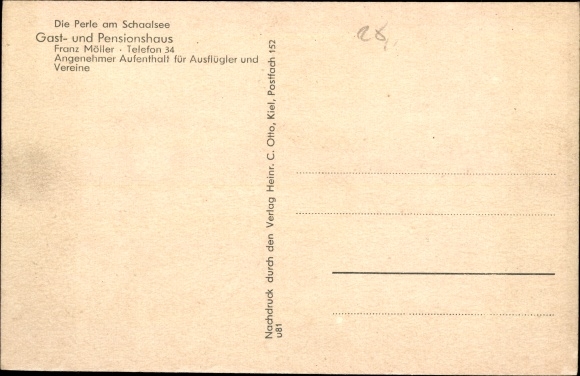 Die Perle am Schaalsee
Gast- und Pensionshaus
Franz Möller · Telefon 34
Angenehmer Aufenthalt für Ausflügler und
Vereine
Nachdruck durch den Verlag Heinr. C. Otto, Kiel, Postfach 152
u81